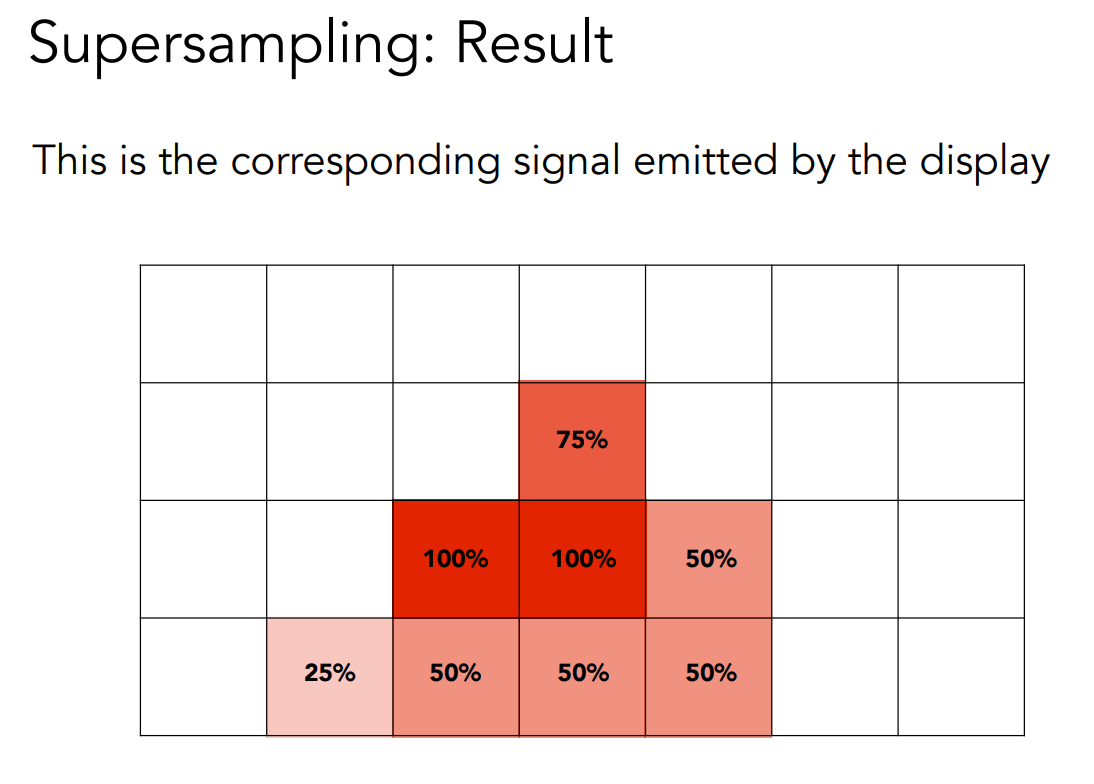 Supersampling: Result
This is the corresponding signal emitted by the display
75%
100% 100% 50%
25% 50% 50% 50%